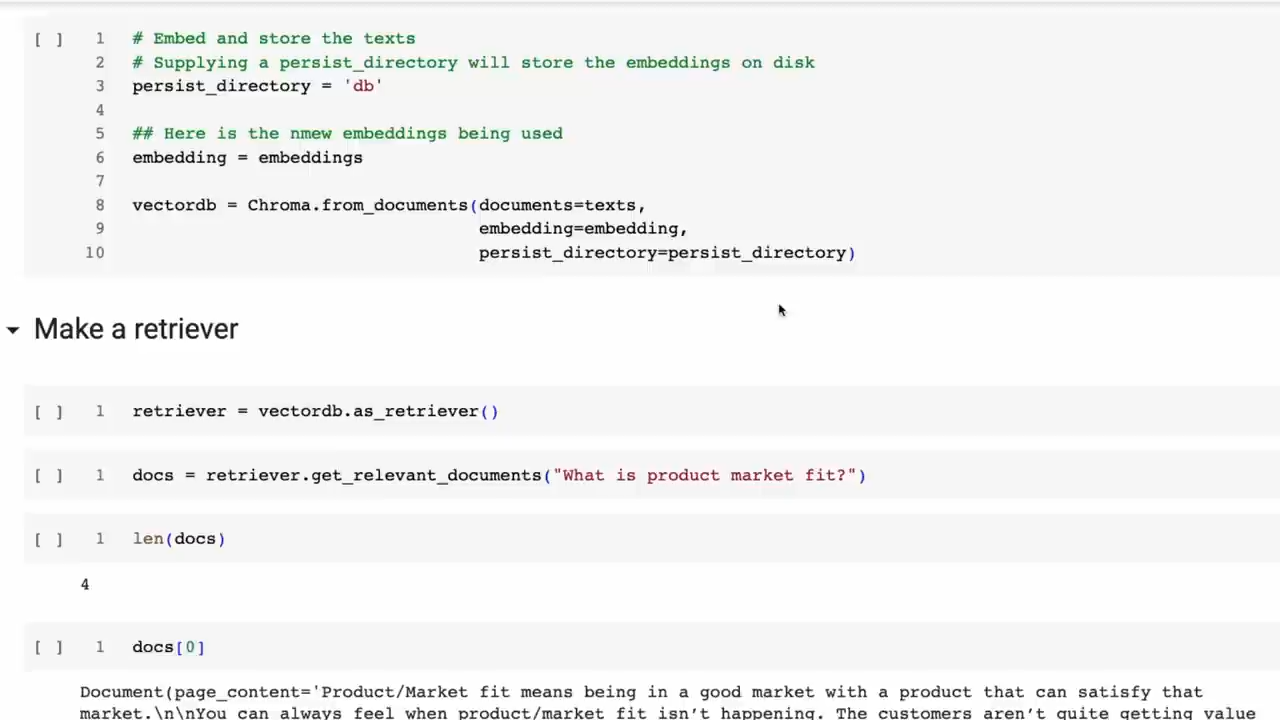 [ ] 1 # Embed and store the texts
2 # Supplying a persist_directory will store the embeddings on disk
3 persist_directory = 'db'
4
5 ## Here is the nmew embeddings being used
6 embedding = embeddings
7
8 vectordb = Chroma.from_documents(documents=texts,
9 embedding=embedding,
10 persist_directory=persist_directory)
Make a retriever
[ ] 1 retriever = vectordb.as_retriever()
[ ] 1 docs = retriever.get_relevant_documents("What is product market fit?")
[ ] 1 len(docs)
4
[ ] 1 docs[0]
Document(page_content='Product/Market fit means being in a good market with a product that can satisfy that
market.\n\nYou can always feel when product/market fit isn’t happening. The customers aren’t quite getting value